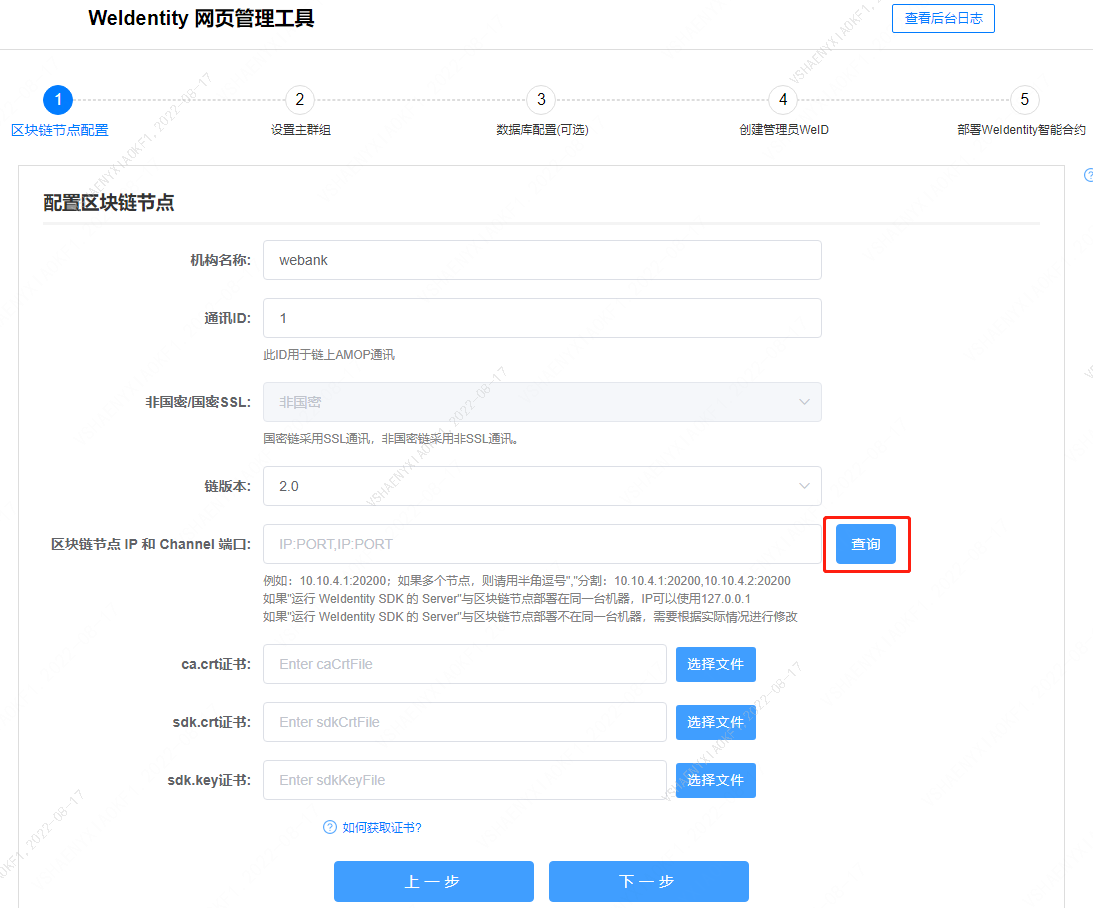 WeIdentity 网页管理工具
查看后台日志
1
2
3
4
5
区块链节点配置
设置主群组
数据库配置(可选)
创建管理员WeID
部署WeIdentity智能合约
配置区块链节点
机构名称:
webank
通讯ID:
1
此ID用于链上AMOP通讯
非国密/国密SSL:
非国密
国密链采用SSL通讯，非国密链采用非SSL通讯。
链版本:
2.0
区块链节点 IP 和 Channel 端口:
IP:PORT,IP:PORT
查询
例如：10.10.4.1:20200；如果多个节点，则请用半角逗号","分割：10.10.4.1:20200,10.10.4.2:20200
如果"运行 WeIdentity SDK 的 Server"与区块链节点部署在同一台机器，IP可以使用127.0.0.1
如果"运行 WeIdentity SDK 的 Server"与区块链节点部署不在同一台机器，需要根据实际情况进行修改
ca.crt证书:
Enter caCrtFile
选择文件
sdk.crt证书:
Enter sdkCrtFile
选择文件
sdk.key证书:
Enter sdkKeyFile
选择文件
如何获取证书?
上一步
下一步